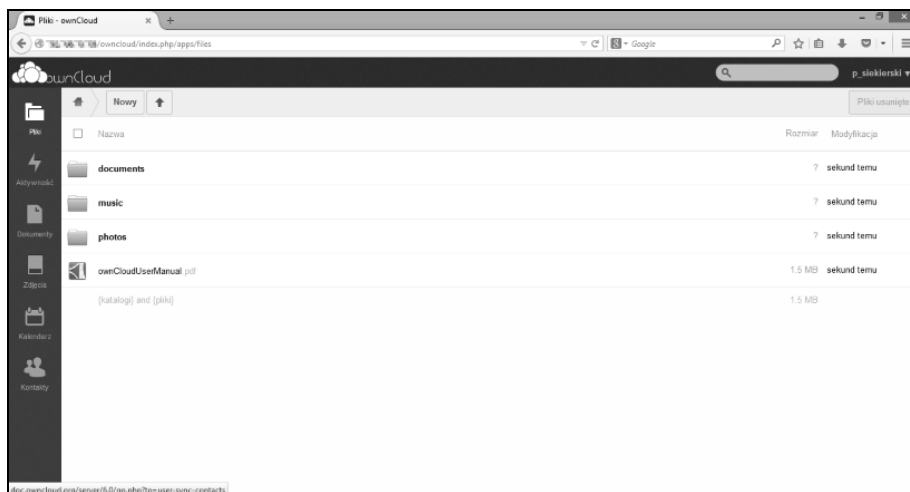 Pliki - ownCloud
/owncloud/index.php/apps/files
Google
ownCloud
p_siekierski
Nowy
Pliki usunięte
Pliki
Nazwa
Rozmiar
Modyfikacja
documents
?
sekund temu
Aktywność
music
?
sekund temu
Dokumenty
photos
?
sekund temu
ownCloudUserManual.pdf
1.5 MB
sekund temu
Zdjęcia
{katalogi} and {pliki}
1.5 MB
Kalendarz
Kontakty
doc.owncloud.org/server/6.0/go.php?to=user-sync-contacts